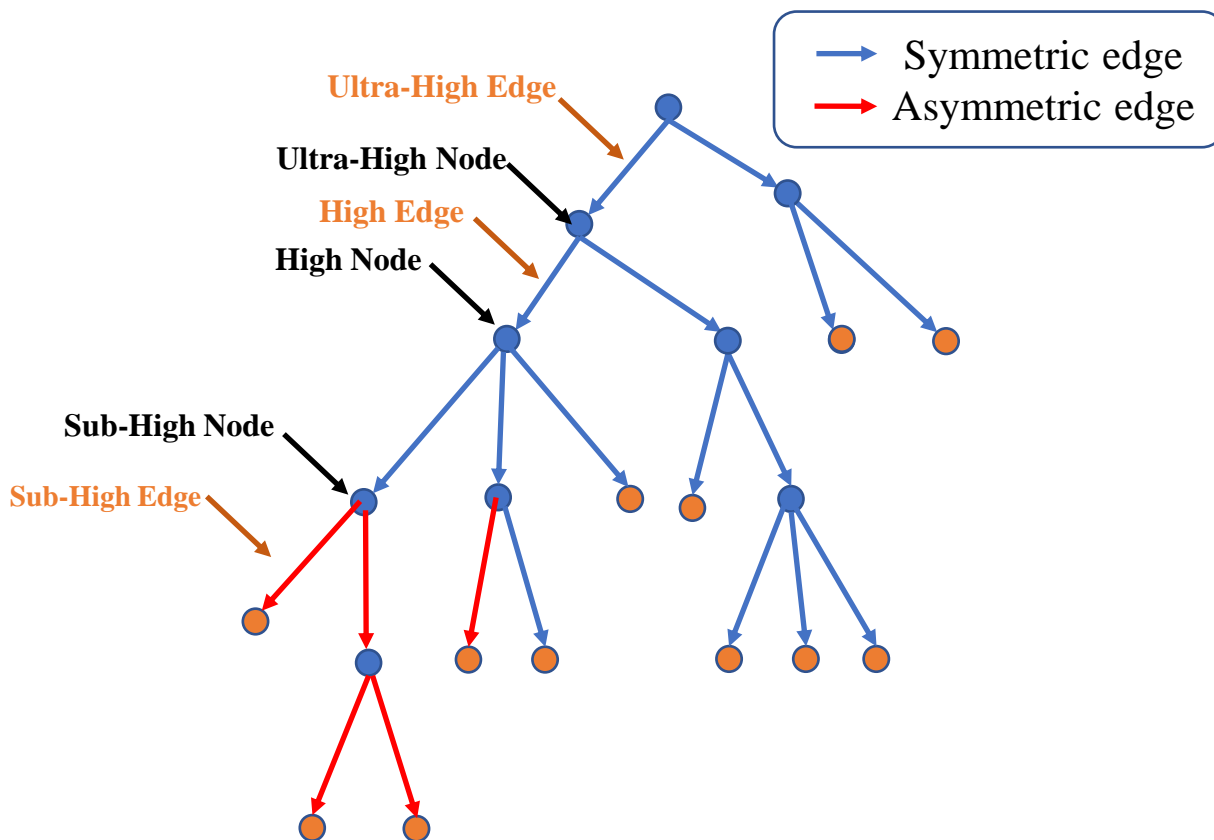 Symmetric edge
Asymmetric edge
Ultra-High Edge
Ultra-High Node
High Edge
High Node
Sub-High Node
Sub-High Edge